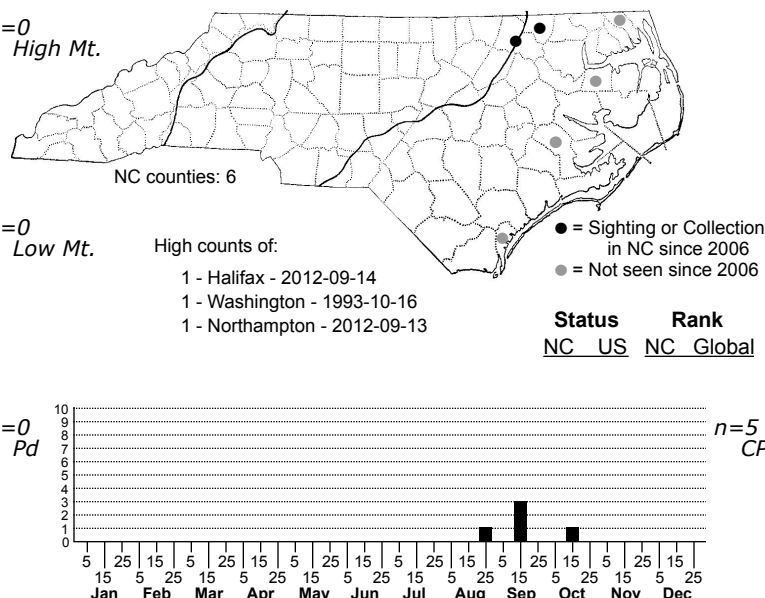 =0
High Mt.
NC counties: 6
=0
Low Mt.
High counts of:
1 - Halifax - 2012-09-14
1 - Washington - 1993-10-16
1 - Northampton - 2012-09-13
= Sighting or Collection
in NC since 2006
= Not seen since 2006
Status Rank
NC US NC Global
=0
Pd
n=5
CP
10
9
8
7
6
5
4
3
2
1
0
5 25 15 5 25 15 5 25 15 5 25 15 5 25 15 5 25 15
15 5 25 15 5 25 15 5 25 15 5 25 15 5 25 15 5 25
Jan Feb Mar Apr May Jun Jul Aug Sep Oct Nov Dec